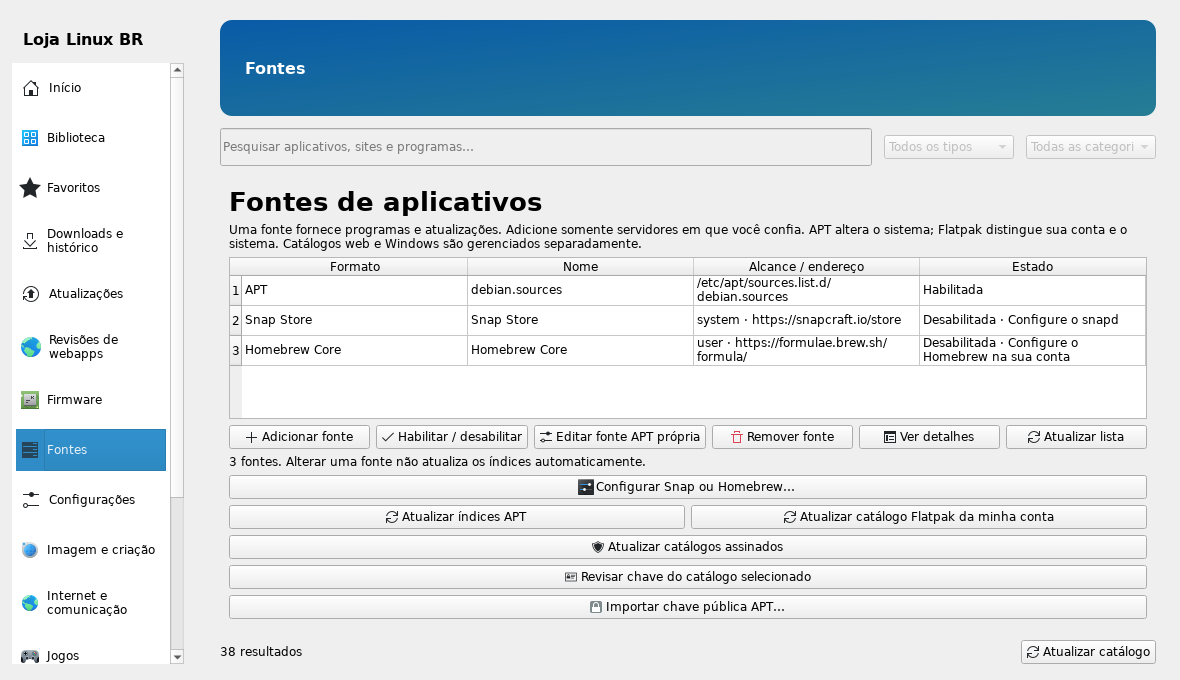 Loja Linux BR
Início
Biblioteca
Favoritos
Downloads e
histórico
Atualizações
Revisões de
webapps
Firmware
Fontes
Configurações
Imagem e criação
Internet e
comunicação
Jogos
Fontes
Pesquisar aplicativos, sites e programas...
Todos os tipos
Todas as categori
Fontes de aplicativos
Uma fonte fornece programas e atualizações. Adicione somente servidores em que você confia. APT altera o sistema; Flatpak distingue sua conta e o
sistema. Catálogos web e Windows são gerenciados separadamente.
Formato Nome Alcance / endereço Estado
1 APT debian.sources /etc/apt/sources.list.d/
debian.sources Habilitada
2 Snap Store Snap Store system · https://snapcraft.io/store Desabilitada · Configure o snapd
3 Homebrew Core Homebrew Core user · https://formulae.brew.sh/
formula/ Desabilitada · Configure o
Homebrew na sua conta
Adicionar fonte Habilitar / desabilitar Editar fonte APT própria Remover fonte Ver detalhes Atualizar lista
3 fontes. Alterar uma fonte não atualiza os índices automaticamente.
Configurar Snap ou Homebrew...
Atualizar índices APT Atualizar catálogo Flatpak da minha conta
Atualizar catálogos assinados
Revisar chave do catálogo selecionado
Importar chave pública APT...
38 resultados Atualizar catálogo